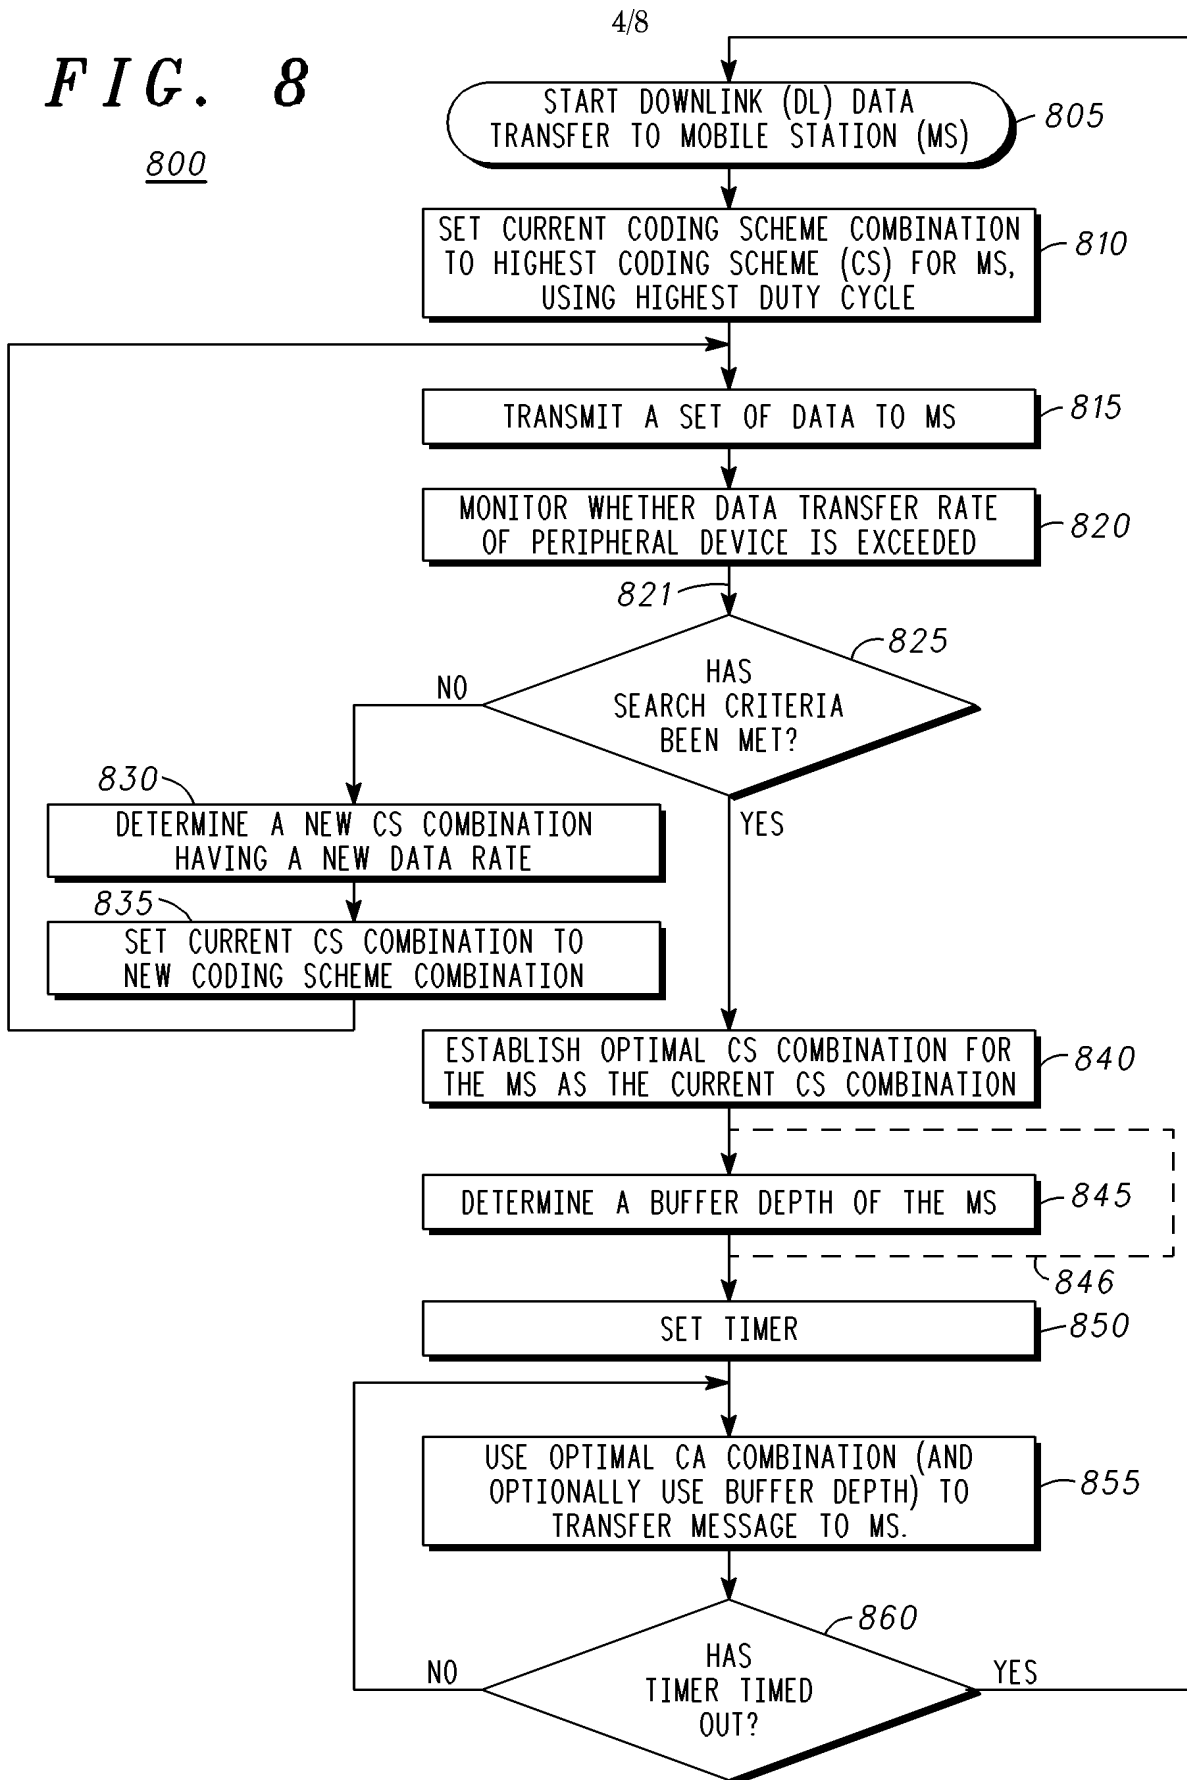 4/8
FIG. 8
800
START DOWNLINK (DL) DATA
TRANSFER TO MOBILE STATION (MS)
805
SET CURRENT CODING SCHEME COMBINATION
TO HIGHEST CODING SCHEME (CS) FOR MS,
USING HIGHEST DUTY CYCLE
810
TRANSMIT A SET OF DATA TO MS
815
MONITOR WHETHER DATA TRANSFER RATE
OF PERIPHERAL DEVICE IS EXCEEDED
820
821
HAS
SEARCH CRITERIA
BEEN MET?
825
NO
YES
830
DETERMINE A NEW CS COMBINATION
HAVING A NEW DATA RATE
835
SET CURRENT CS COMBINATION TO
NEW CODING SCHEME COMBINATION
ESTABLISH OPTIMAL CS COMBINATION FOR
THE MS AS THE CURRENT CS COMBINATION
840
DETERMINE A BUFFER DEPTH OF THE MS
845
846
SET TIMER
850
USE OPTIMAL CA COMBINATION (AND
OPTIONALLY USE BUFFER DEPTH) TO
TRANSFER MESSAGE TO MS.
855
HAS
TIMER TIMED
OUT?
860
NO
YES